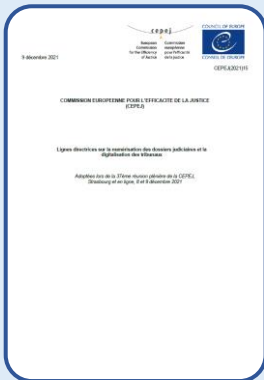 cepej
European Commission
Commission européenne
for the Efficiency pour l'efficacité
of Justice de la justice
COUNCIL OF EUROPE
CONSEIL DE L'EUROPE
9 décembre 2021
COMMISSION EUROPEENNE POUR L'EFFICACITE DE LA JUSTICE
(CEPEJ)
Lignes directrices sur la numérisation des dossiers judiciaires et la
digitalisation des tribunaux
Adoptées lors de la 37ème réunion plénière de la CEPEJ,
Strasbourg et en ligne, 8 et 9 décembre 2021